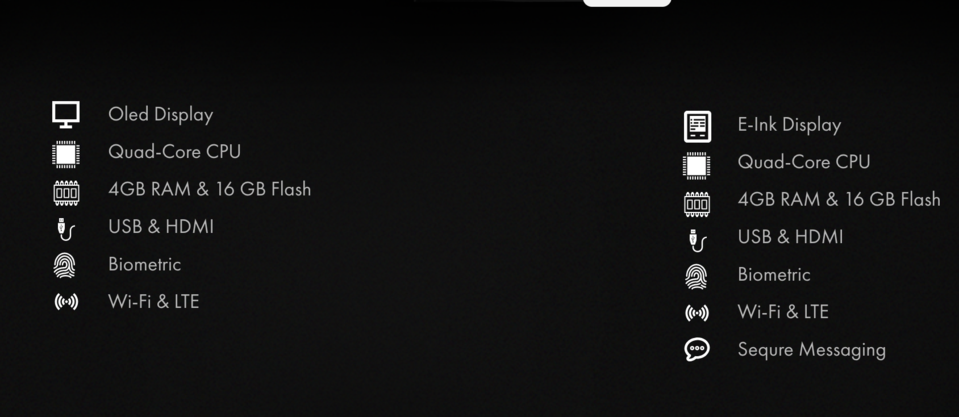 Oled Display
Quad-Core CPU
4GB RAM & 16 GB Flash
USB & HDMI
Biometric
Wi-Fi & LTE
E-Ink Display
Quad-Core CPU
4GB RAM & 16 GB Flash
USB & HDMI
Biometric
Wi-Fi & LTE
Sequre Messaging